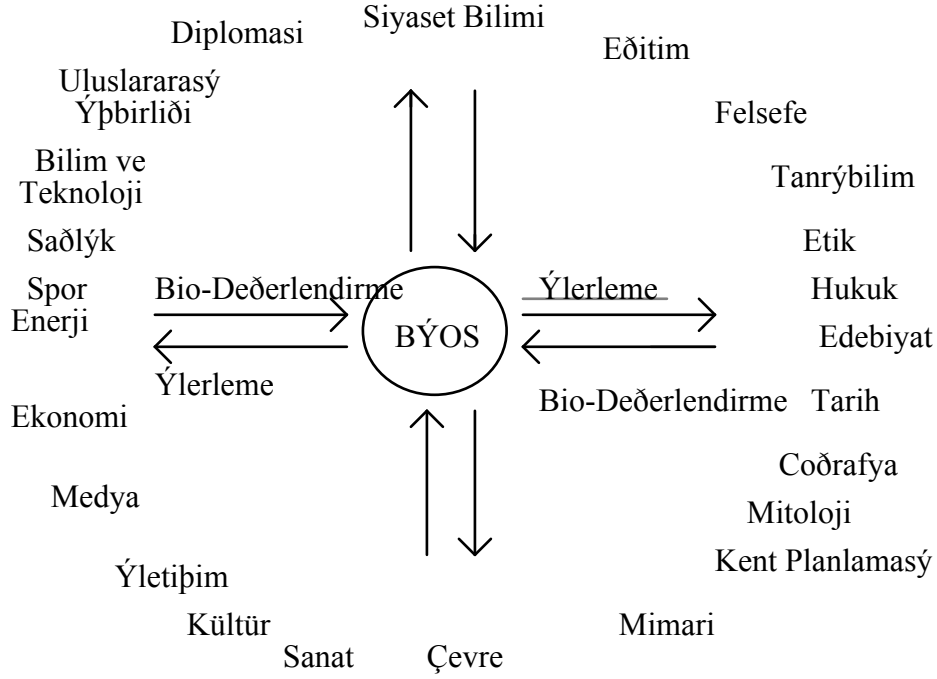 Siyaset Bilimi
Diplomasi
Eðitim
Uluslararasý
Ýþbirliði
Felsefe
Bilim ve
Teknoloji
Tanrýbilim
Saðlýk
Etik
Spor
Bio-Deðerlendirme
Ýlerleme
Hukuk
Enerji
BÝOS
Edebiyat
Ýlerleme
Bio-Deðerlendirme
Tarih
Ekonomi
Coðrafya
Medya
Mitoloji
Kent Planlamasý
Ýletiþim
Kültür
Mimari
Sanat
Çevre